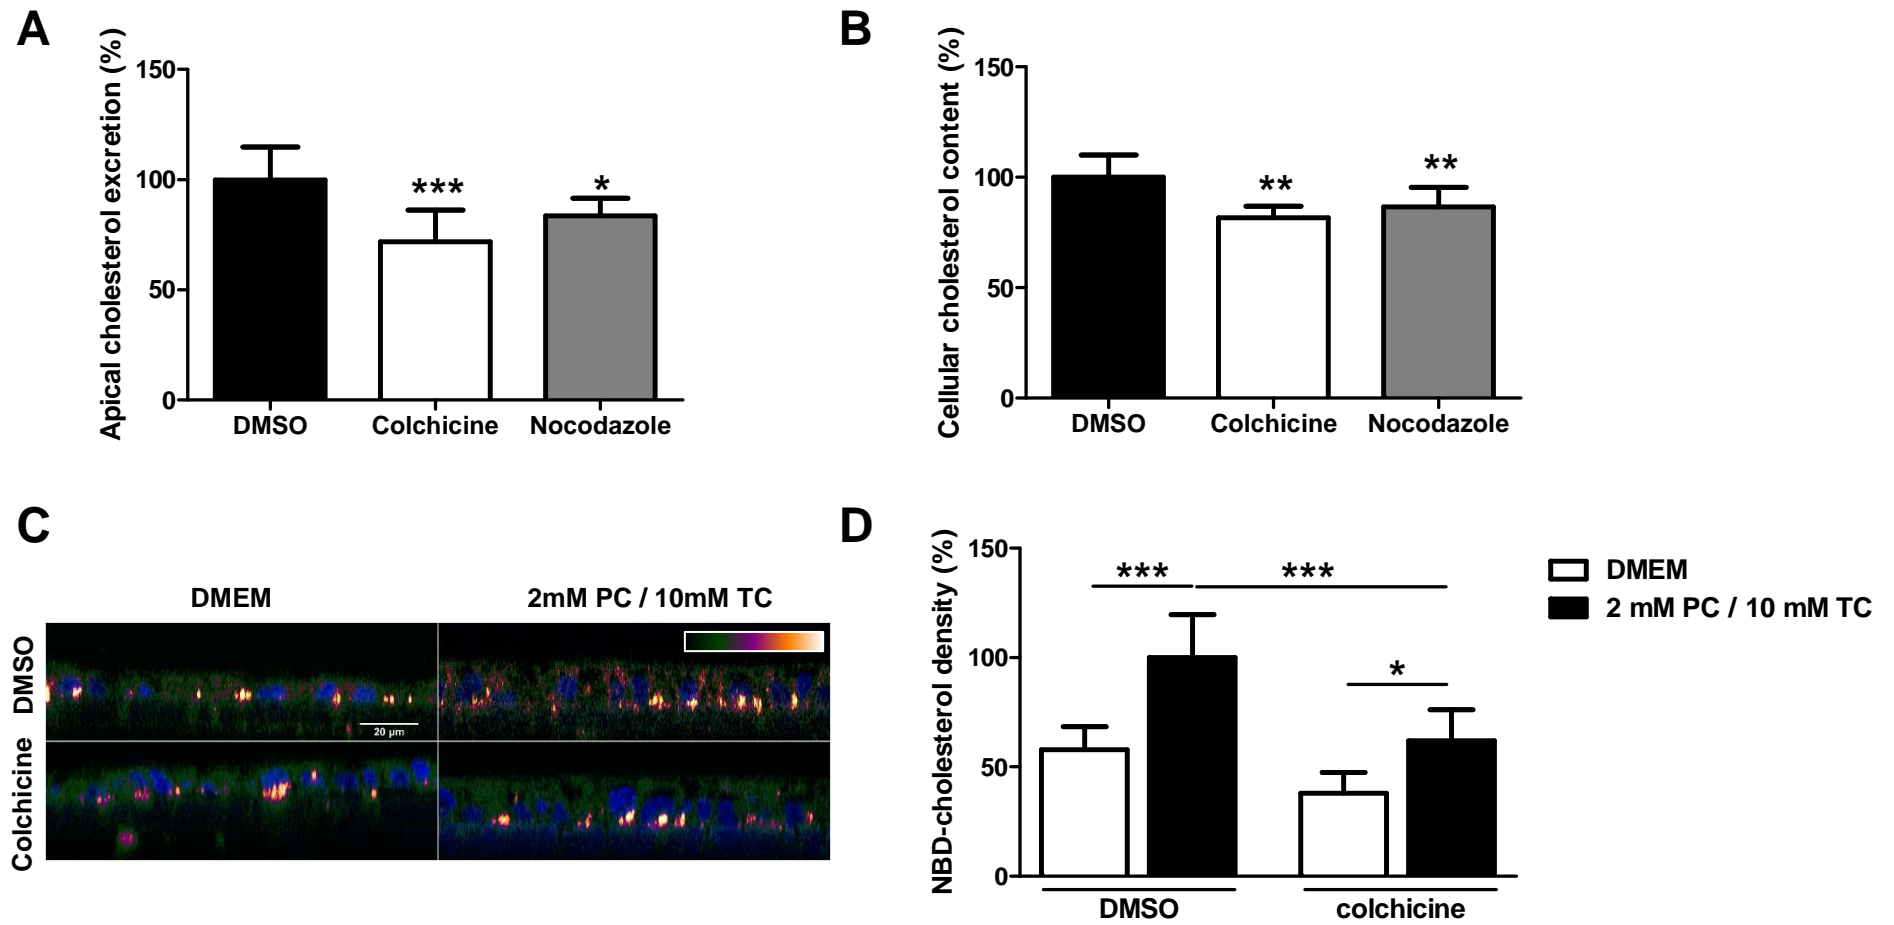 A
Apical cholesterol excretion (%)
150
100
50
0
***
*
DMSO
Colchicine
Nocodazole
B
Cellular cholesterol content (%)
150
100
50
0
**
**
DMSO
Colchicine
Nocodazole
C
DMEM
2mM PC / 10mM TC
DMSO
Colchicine
20 µm
D
NBD-cholesterol density (%)
150
100
50
0
***
***
*
DMSO
colchicine
DMEM
2 mM PC / 10 mM TC